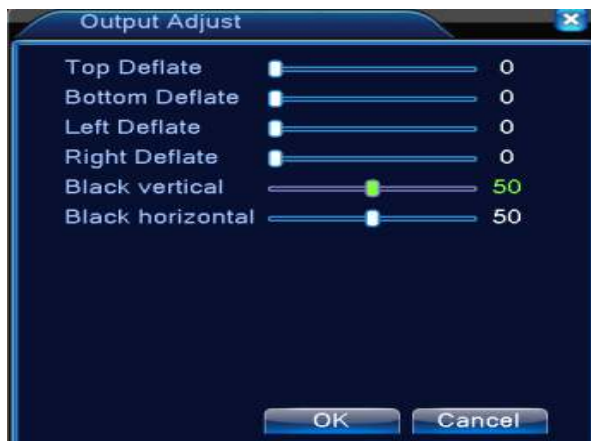 Output Adjust
Top Deflate 0
Bottom Deflate 0
Left Deflate 0
Right Deflate 0
Black vertical 50
Black horizontal 50
OK Cancel